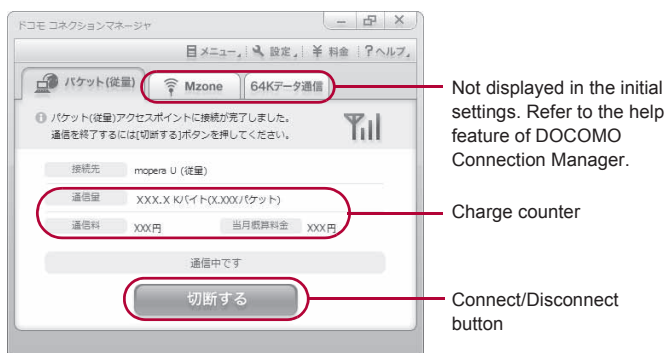 ドコモ コネクションマネージャ
メニュー 設定 ¥ 料金 ? ヘルプ
パケット(従量) Mzone 64Kデータ通信
パケット(従量)アクセスポイントに接続が完了しました。
通信を終了するには[切断する]ボタンを押してください。
接続先 mopera U (従量)
通信量 XXX.X Kバイト(X.XXXパケット)
通信料 XXX円 当月概算料金 XXX円
通信中です
切断する
Not displayed in the initial
settings. Refer to the help
feature of DOCOMO
Connection Manager.
Charge counter
Connect/Disconnect
button